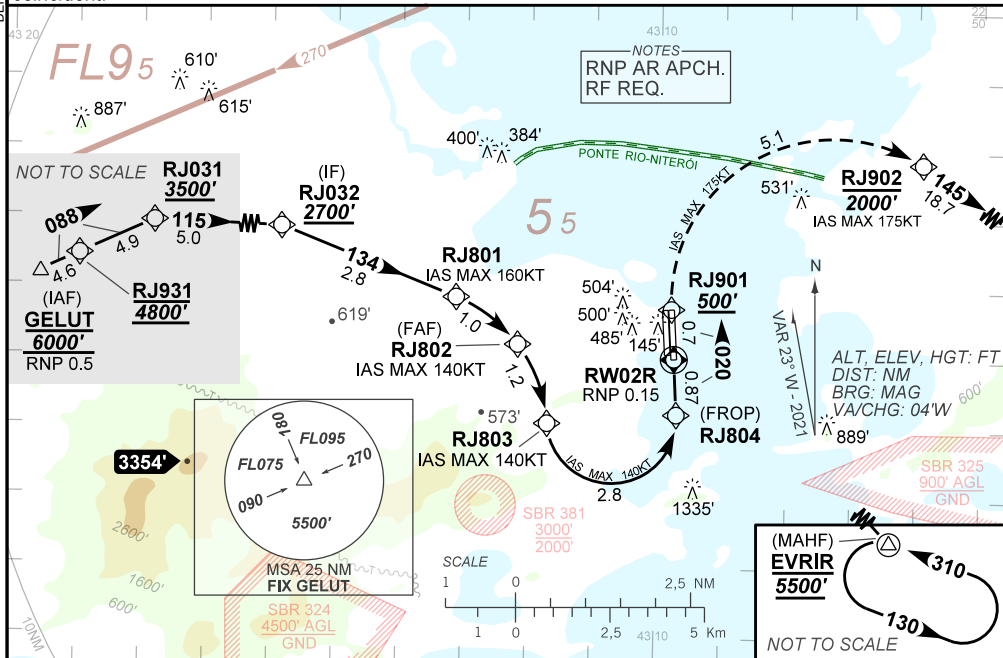 43 20
43 10
22
50
FL9 5
270
610'
615'
887'
NOTES
RNP AR APCH.
RF REQ.
400'
384'
PONTE RIO-NITERÓI
5.1
531'
RJ902
2000'
IAS MAX 175KT
145
18.7
IAS MAX 175KT
NOT TO SCALE
RJ031
3500'
088
4.9
4.6
115
5.0
(IAF)
GELUT
6000'
RNP 0.5
RJ931
4800'
(IF)
RJ032
2700'
134
2.8
5 5
RJ801
IAS MAX 160KT
1.0
(FAF)
RJ802
IAS MAX 140KT
1.2
619'
504'
500'
485'
145'
RJ901
500'
0.7
020
0.87
RW02R
RNP 0.15
(FROP)
RJ804
573'
RJ803
IAS MAX 140KT
IAS MAX 140KT
2.8
N
VAR 23° W - 2021
ALT, ELEV, HGT: FT
DIST: NM
BRG: MAG
VA/CHG: 04'W
600'
889'
SBR 325
900' AGL
GND
1335'
3354'
180
FL095
FL075
270
090
5500'
MSA 25 NM
FIX GELUT
SBR 381
3000'
2000'
2600'
1600'
600'
10NM
SBR 324
4500' AGL
GND
SCALE
1 0 2,5 NM
1 0 2,5 5 Km
43 10
(MAHF)
EVRIR
5500'
310
130
NOT TO SCALE